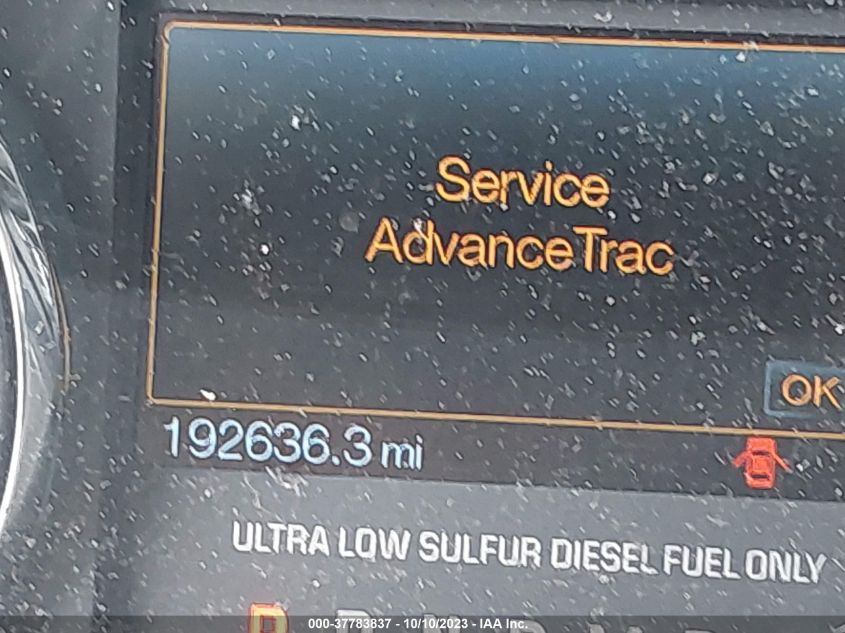 Service
AdvanceTrac
OK
192636.3 mi
ULTRA LOW SULFUR DIESEL FUEL ONLY
P R N D
000-37783837 - 10/10/2023 - IAA Inc.